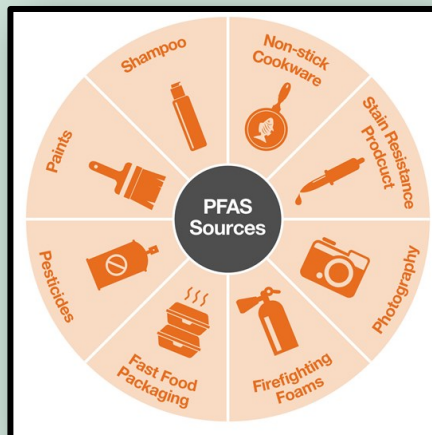 PFAS
Sources
Non-stick
Cookware
Stain Resistance
Prodcuct
Photography
Firefighting
Foams
Fast Food
Packaging
Pesticides
Paints
Shampoo